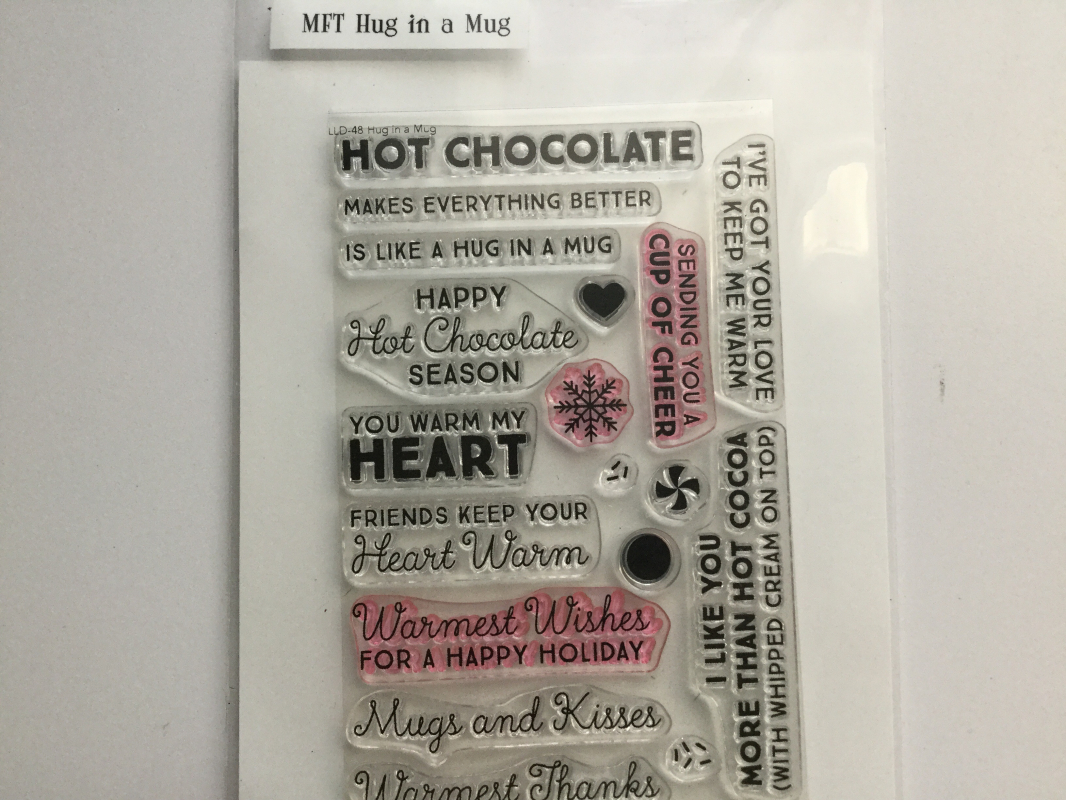 MFT Hug in a Mug
LLD-48 Hug in a Mug
HOT CHOCOLATE
MAKES EVERYTHING BETTER
IS LIKE A HUG IN A MUG
HAPPY
Hot Chocolate
SEASON
YOU WARM MY
HEART
FRIENDS KEEP YOUR
Heart Warm
Warmest Wishes
FOR A HAPPY HOLIDAY
Mugs and Kisses
Warmest Thanks
SENDING YOU A
CUP OF CHEER
I'VE GOT YOUR LOVE
TO KEEP ME WARM
I LIKE YOU
MORE THAN HOT COCOA
(WITH WHIPPED CREAM ON TOP)